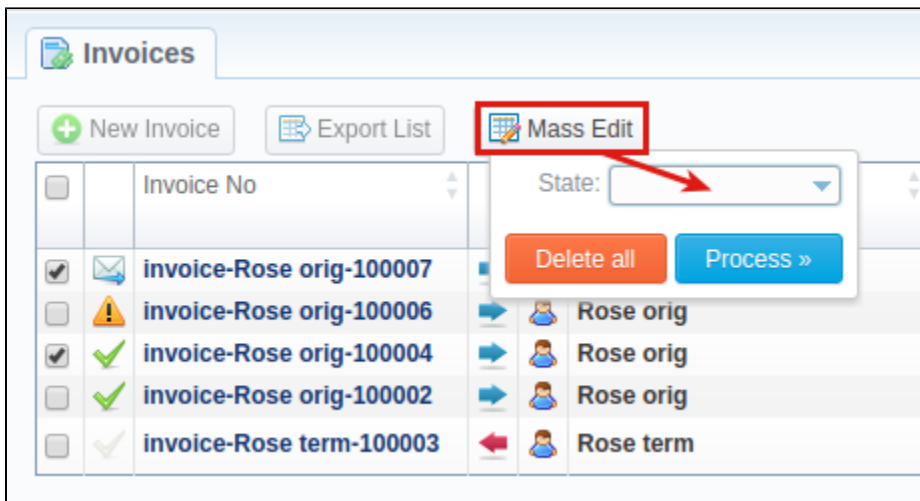 Invoices
New Invoice Export List Mass Edit
Invoice No
State:
Delete all Process »
invoice-Rose orig-100007
invoice-Rose orig-100006 Rose orig
invoice-Rose orig-100004 Rose orig
invoice-Rose orig-100002 Rose orig
invoice-Rose term-100003 Rose term